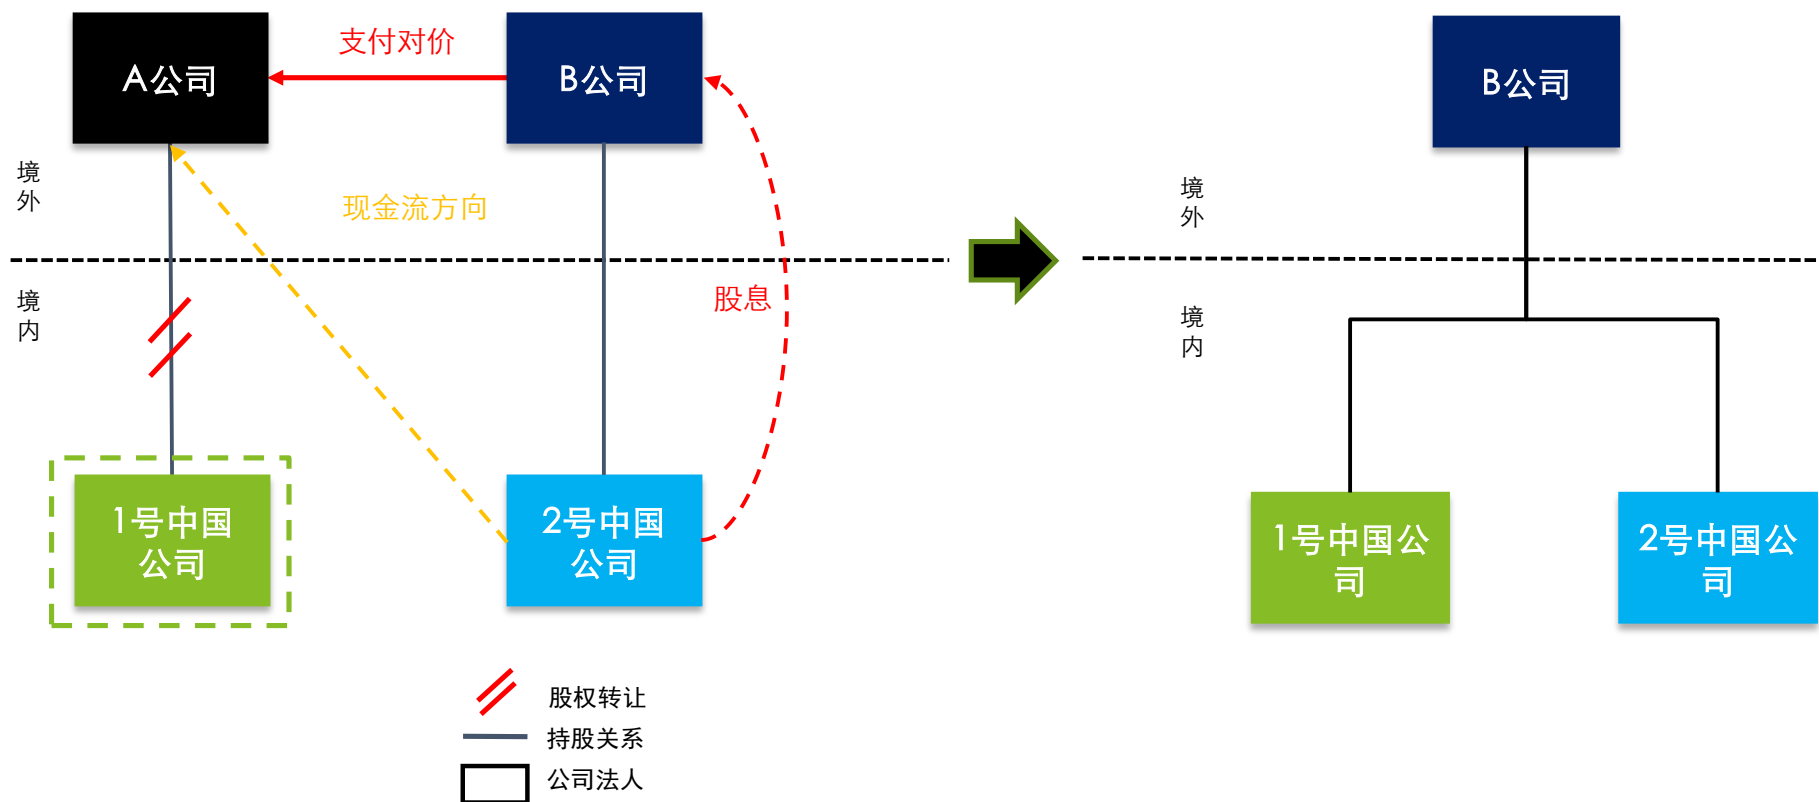 支付对价
A公司
B公司
B公司
境
外
现金流方向
境
外
境
内
股息
境
内
1号中国
公司
2号中国
公司
1号中国公
司
2号中国公
司
股权转让
持股关系
公司法人